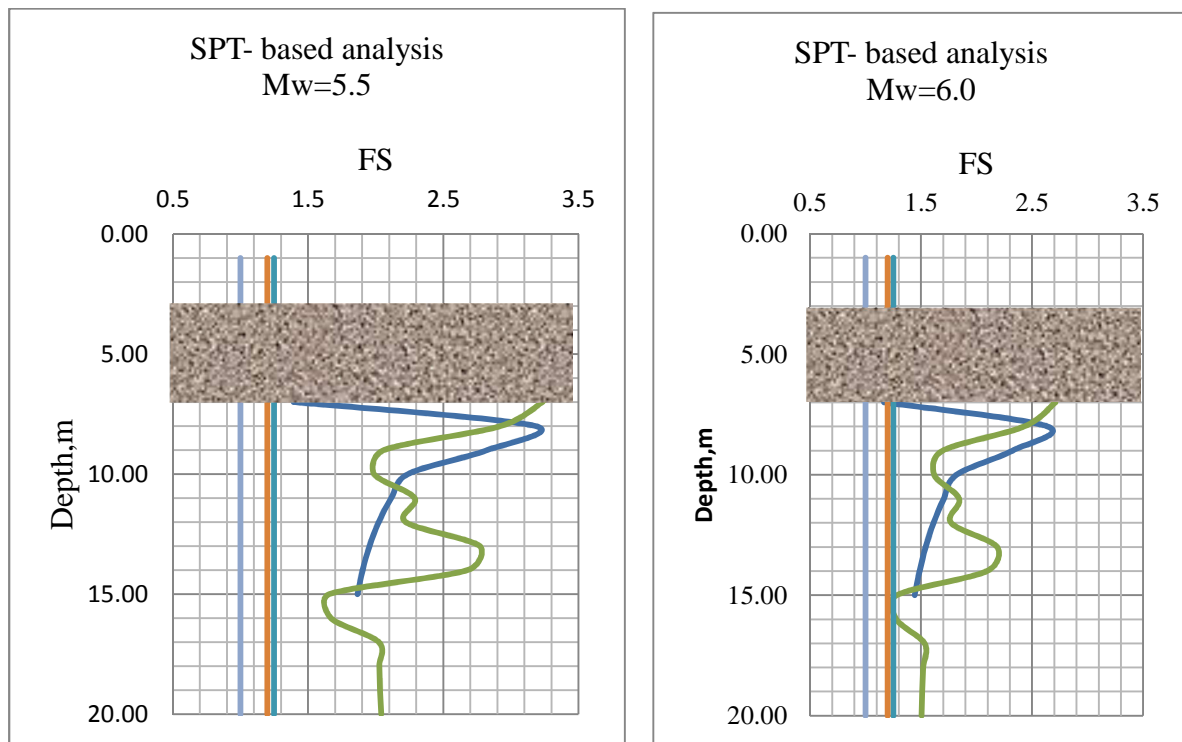 SPT- based analysis
Mw=5.5
FS
0.5 1.5 2.5 3.5
0.00
5.00
10.00
15.00
20.00
Depth,m
SPT- based analysis
Mw=6.0
FS
0.5 1.5 2.5 3.5
0.00
5.00
10.00
15.00
20.00
Depth,m